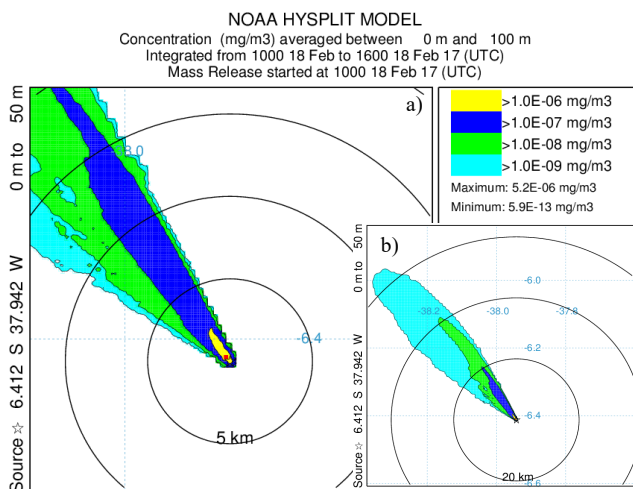 NOAA HYSPLIT MODEL
Concentration (mg/m3) averaged between 0 m and 100 m
Integrated from 1000 18 Feb to 1600 18 Feb 17 (UTC)
Mass Release started at 1000 18 Feb 17 (UTC)
a)
>1.0E-06 mg/m3
>1.0E-07 mg/m3
>1.0E-08 mg/m3
>1.0E-09 mg/m3
Maximum: 5.2E-06 mg/m3
Minimum: 5.9E-13 mg/m3
Source ☆ 6.412 S 37.942 W 0 m to 50 m
-6.4
5 km
b)
Source ☆ 6.412 S 37.942 W 0 m to 50 m
-6.0
-38.2 -38.0 -37.8
-6.2
-6.4
20 km